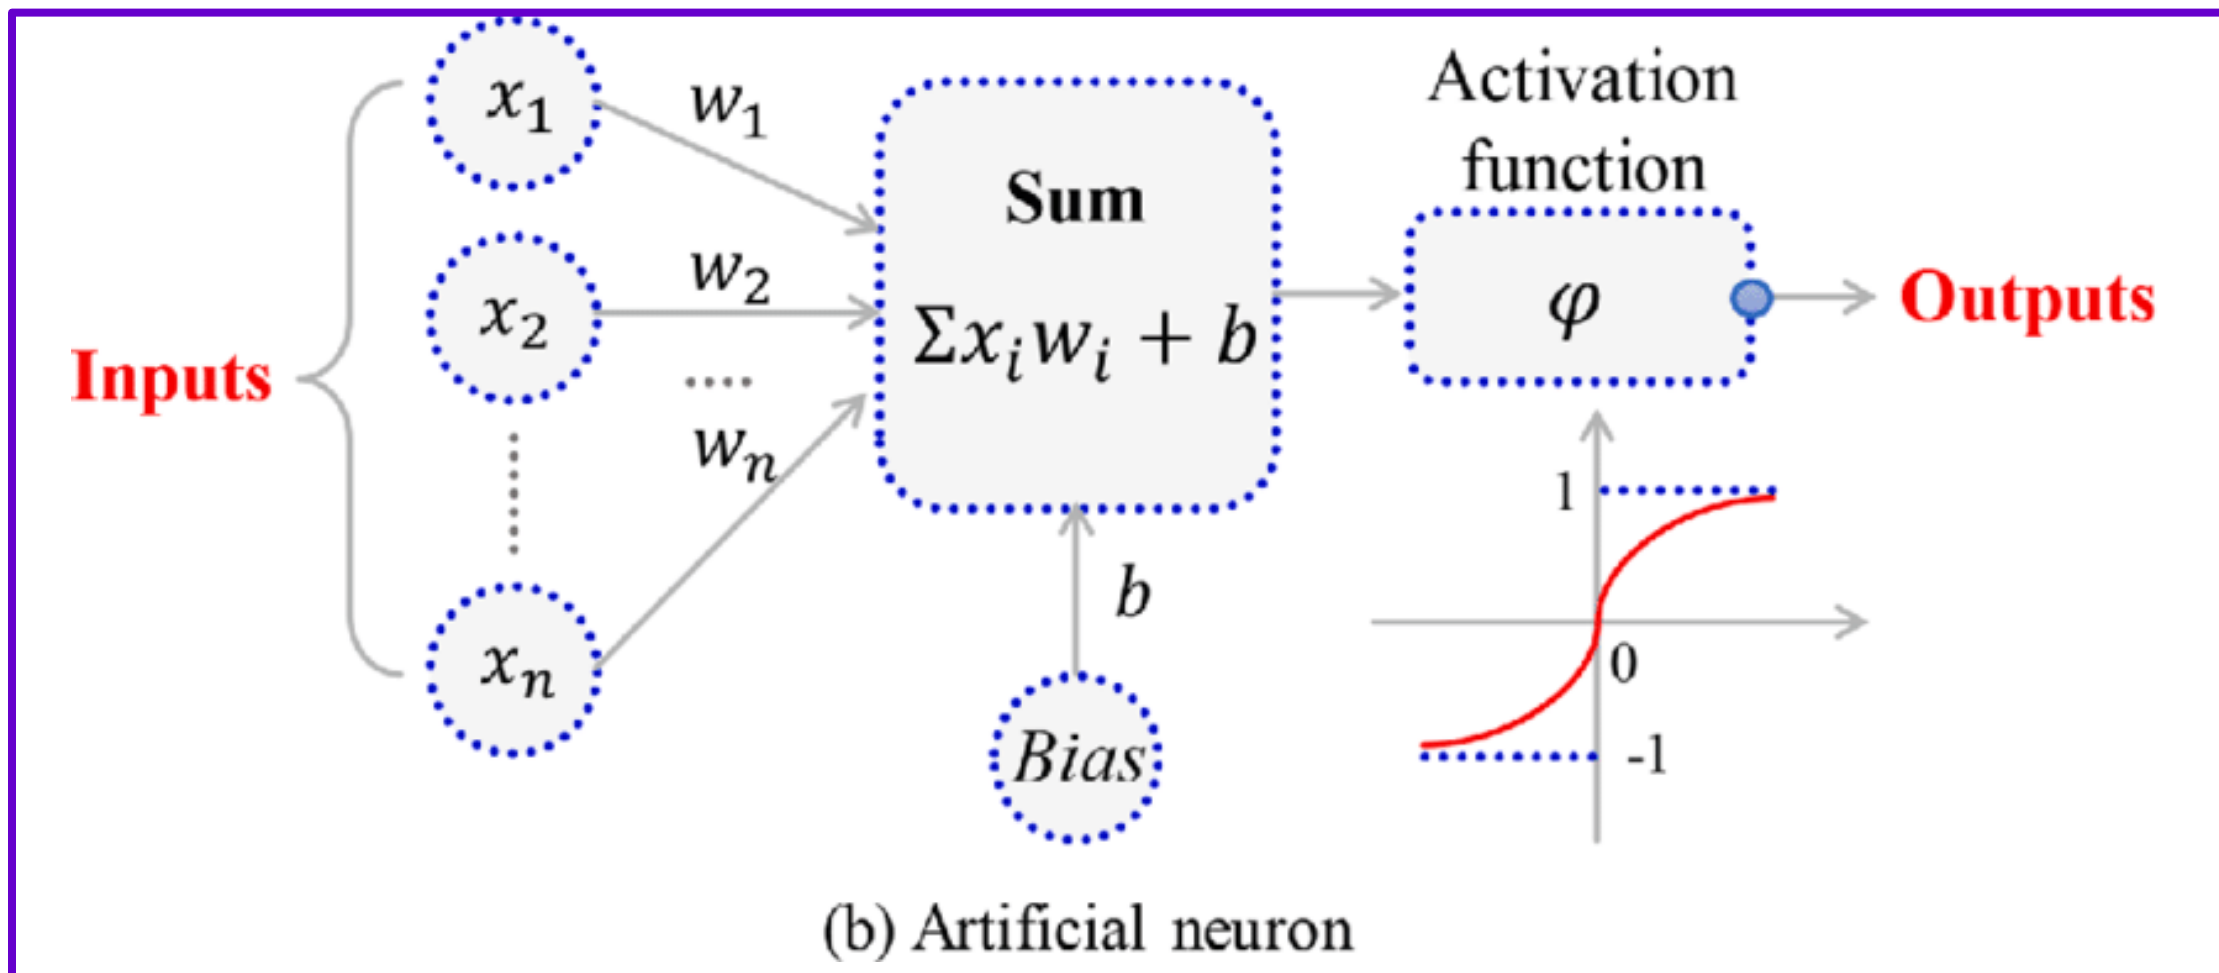 Inputs
x₁
x₂
xₙ
w₁
w₂
....
wₙ
Sum
Σxᵢwᵢ + b
b
Bias
Activation
function
φ
Outputs
1
0
-1
(b) Artificial neuron